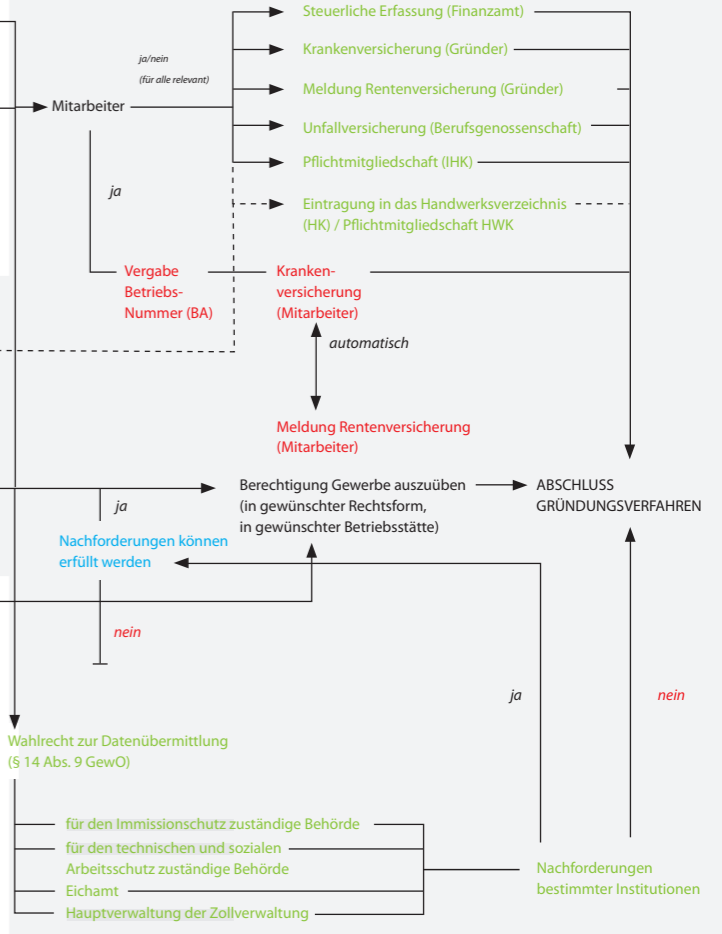 Steuerliche Erfassung (Finanzamt)
ja/nein
(für alle relevant)
Krankenversicherung (Gründer)
Meldung Rentenversicherung (Gründer)
Mitarbeiter
Unfallversicherung (Berufsgenossenschaft)
Pflichtmitgliedschaft (IHK)
ja
Eintragung in das Handwerksverzeichnis
(HK) / Pflichtmitgliedschaft HWK
Vergabe
Betriebs-
Nummer (BA)
Kranken-
versicherung
(Mitarbeiter)
automatisch
Meldung Rentenversicherung
(Mitarbeiter)
Berechtigung Gewerbe auszuüben
(in gewünschter Rechtsform,
in gewünschter Betriebsstätte)
ABSCHLUSS
GRÜNDUNGSVERFAHREN
ja
Nachforderungen können
erfüllt werden
nein
ja
nein
Wahlrecht zur Datenübermittlung
(§ 14 Abs. 9 GewO)
für den Immissionschutz zuständige Behörde
für den technischen und sozialen
Arbeitsschutz zuständige Behörde
Eichamt
Hauptverwaltung der Zollverwaltung
Nachforderungen
bestimmter Institutionen